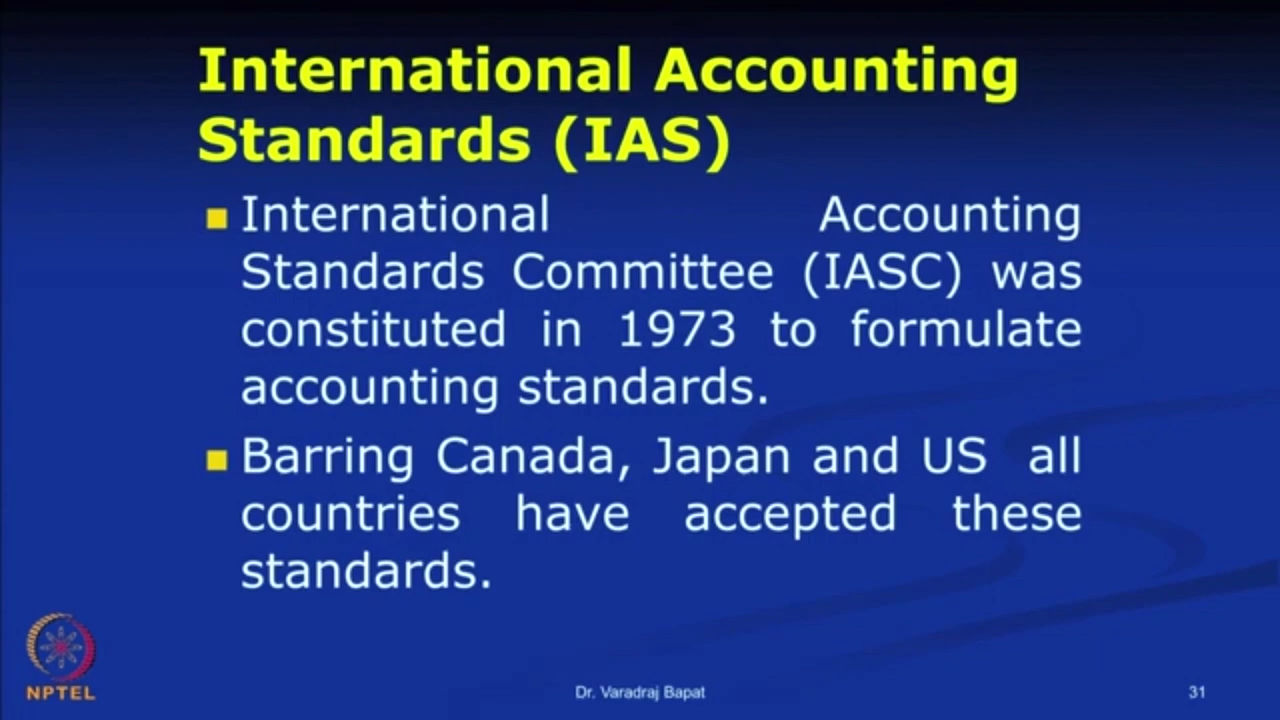 International Accounting
Standards (IAS)
International Accounting
Standards Committee (IASC) was
constituted in 1973 to formulate
accounting standards.
Barring Canada, Japan and US all
countries have accepted these
standards.
NPTEL
Dr. Varadraj Bapat
31